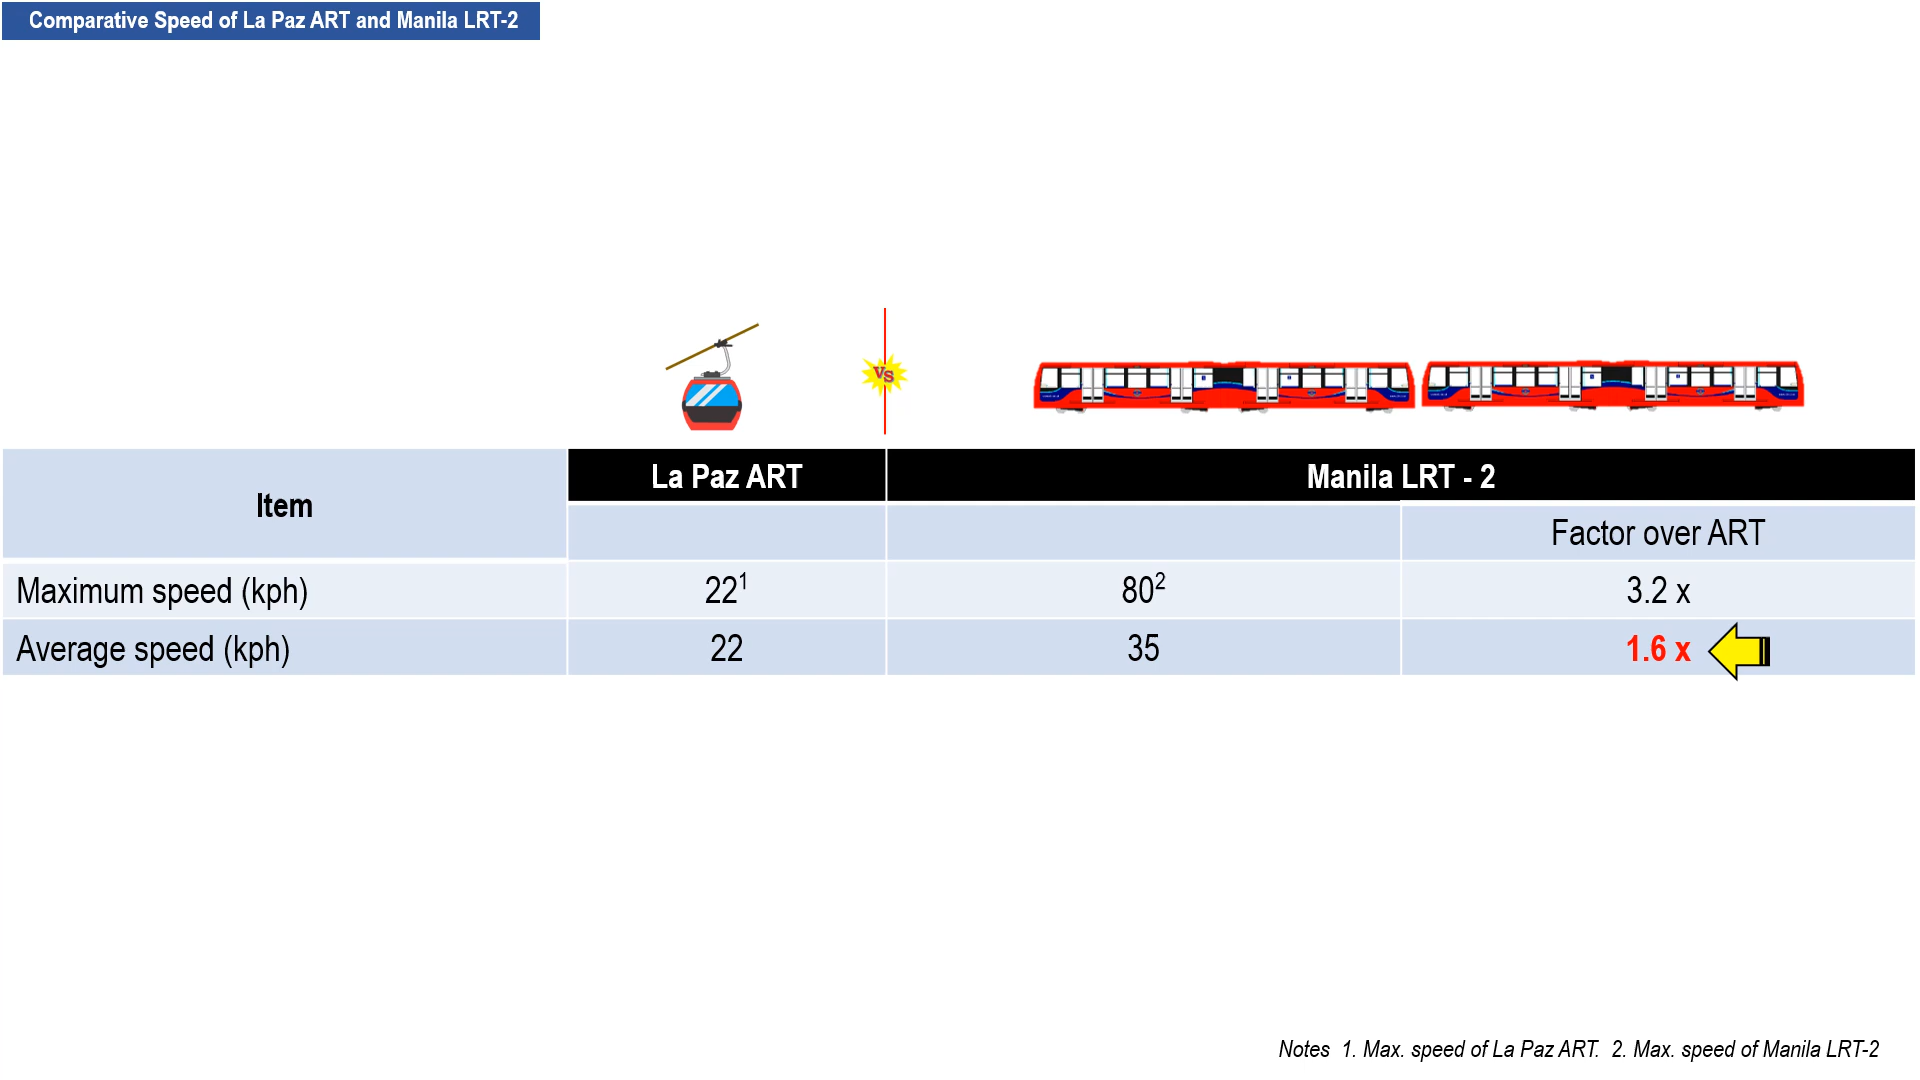 Comparative Speed of La Paz ART and Manila LRT-2
VS
La Paz ART
Manila LRT - 2
Item
Factor over ART
Maximum speed (kph) 22¹ 80² 3.2 x
Average speed (kph) 22 35 1.6 x
Notes 1. Max. speed of La Paz ART. 2. Max. speed of Manila LRT-2